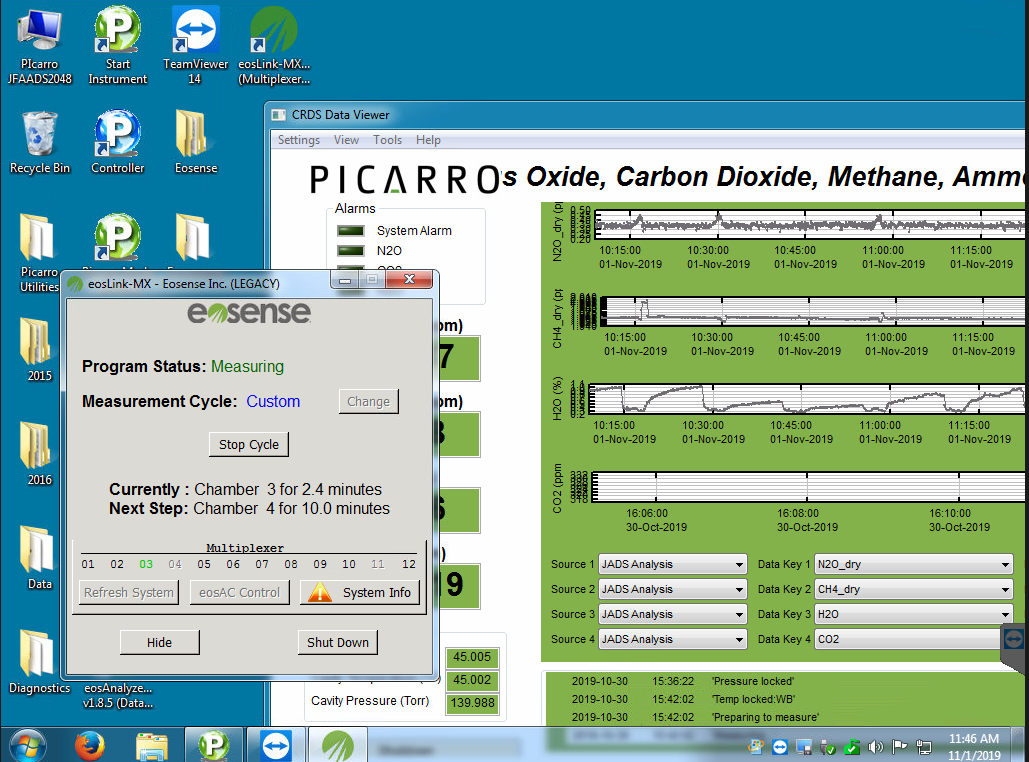 PIcarro
JFAADS2048
Start
Instrument
TeamViewer
14
eosLink-MX...
(Multiplexer...
Recycle Bin
Controller
Eosense
Picarro
Utilities
2015
2016
Data
Diagnostics
eosAnalyze...
v1.8.5 (Data...
CRDS Data Viewer
Settings View Tools Help
PICARRO
s Oxide, Carbon Dioxide, Methane, Ammo
Alarms
System Alarm
N2O
eosLink-MX - Eosense Inc. (LEGACY)
eosense
Program Status: Measuring
Measurement Cycle: Custom
Change
Stop Cycle
Currently : Chamber 3 for 2.4 minutes
Next Step: Chamber 4 for 10.0 minutes
Multiplexer
01 02 03 04 05 06 07 08 09 10 11 12
Refresh System
eosAC Control
System Info
Hide
Shut Down
45.005
45.002
Cavity Pressure (Torr)
139.988
N2O_dry (p
0.50
0.20
10:15:00 10:30:00 10:45:00 11:00:00 11:15:00
01-Nov-2019 01-Nov-2019 01-Nov-2019 01-Nov-2019 01-Nov-2019
CH4_dry (p
10:15:00 10:30:00 10:45:00 11:00:00 11:15:00
01-Nov-2019 01-Nov-2019 01-Nov-2019 01-Nov-2019 01-Nov-2019
H2O (%)
10:15:00 10:30:00 10:45:00 11:00:00 11:15:00
01-Nov-2019 01-Nov-2019 01-Nov-2019 01-Nov-2019 01-Nov-2019
CO2 (ppm
16:06:00 16:08:00 16:10:00
30-Oct-2019 30-Oct-2019 30-Oct-2019
Source 1 JADS Analysis Data Key 1 N2O_dry
Source 2 JADS Analysis Data Key 2 CH4_dry
Source 3 JADS Analysis Data Key 3 H2O
Source 4 JADS Analysis Data Key 4 CO2
2019-10-30 15:36:22 'Pressure locked'
2019-10-30 15:42:02 'Temp locked:WB'
2019-10-30 15:42:02 'Preparing to measure'
11:46 AM
11/1/2019